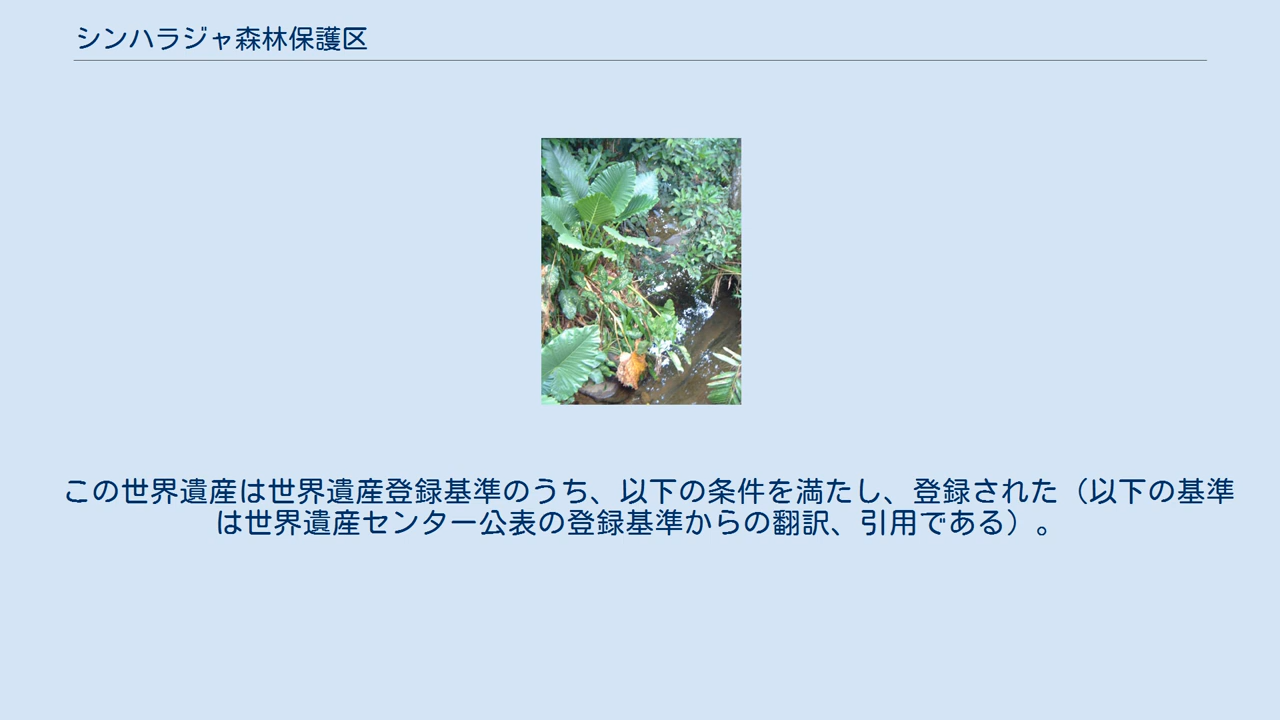 シンハラジャ森林保護区
この世界遺産は世界遺産登録基準のうち、以下の条件を満たし、登録された（以下の基準
は世界遺産センター公表の登録基準からの翻訳、引用である）。